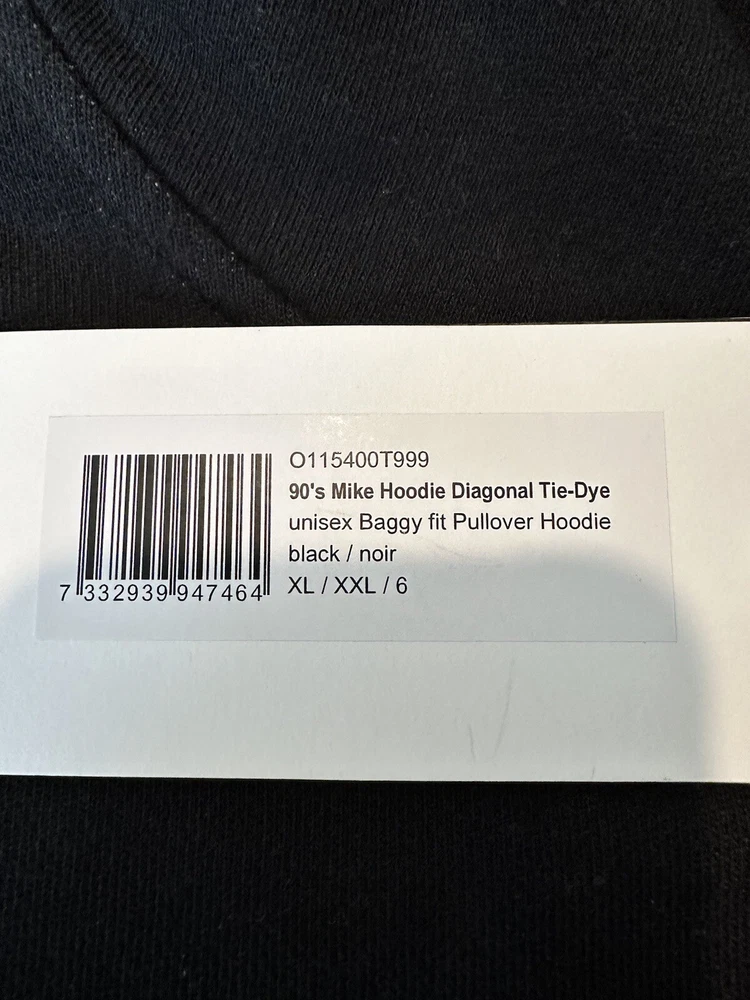 O115400T999
90's Mike Hoodie Diagonal Tie-Dye
unisex Baggy fit Pullover Hoodie
black / noir
XL / XXL / 6
7 332939 947464